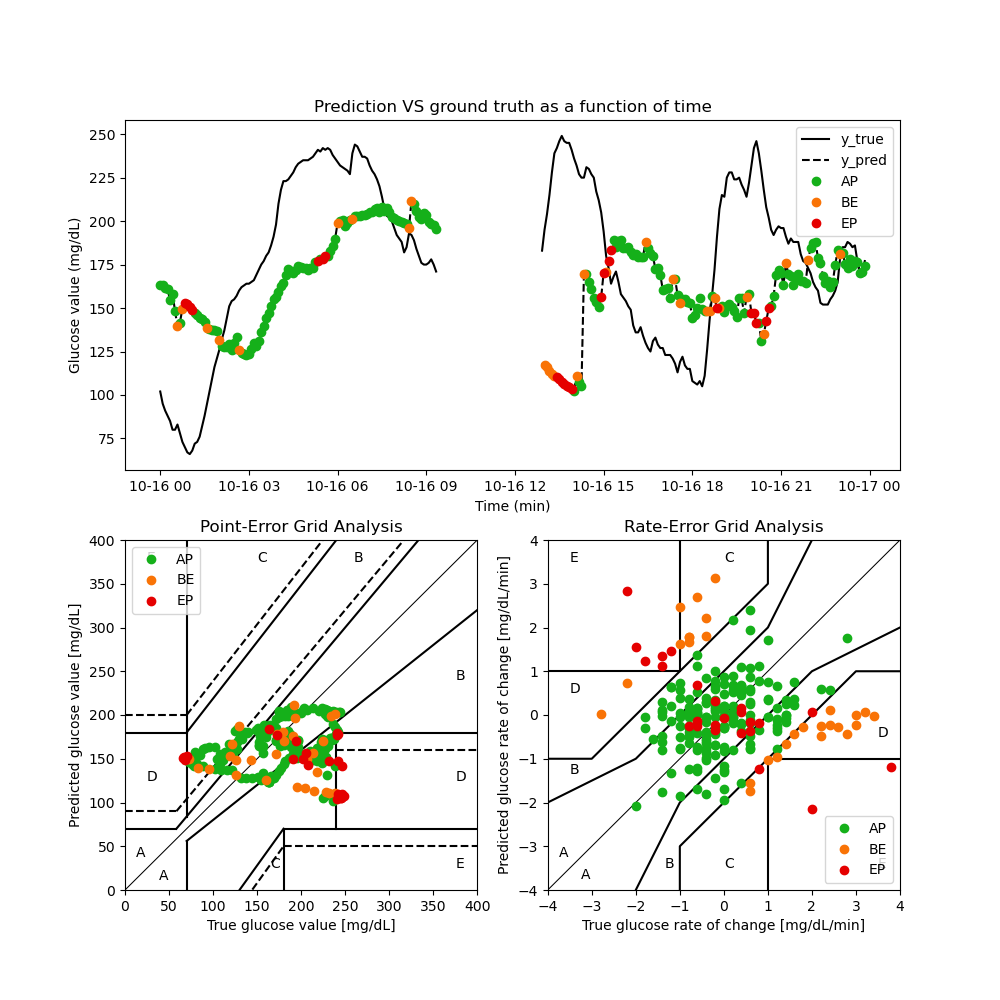 Prediction VS ground truth as a function of time
Glucose value (mg/dL)
250
225
200
175
150
125
100
75
y_true
y_pred
AP
BE
EP
10-16 00
10-16 03
10-16 06
10-16 09
10-16 12
10-16 15
10-16 18
10-16 21
10-17 00
Time (min)
Point-Error Grid Analysis
Predicted glucose value [mg/dL]
400
350
300
250
200
150
100
50
0
AP
BE
EP
C
B
B
D
D
A
A
C
E
0
50
100
150
200
250
300
350
400
True glucose value [mg/dL]
Rate-Error Grid Analysis
Predicted glucose rate of change [mg/dL/min]
4
3
2
1
0
−1
−2
−3
−4
E
C
D
D
B
A
A
B
C
AP
BE
EP
−4
−3
−2
−1
0
1
2
3
4
True glucose rate of change [mg/dL/min]